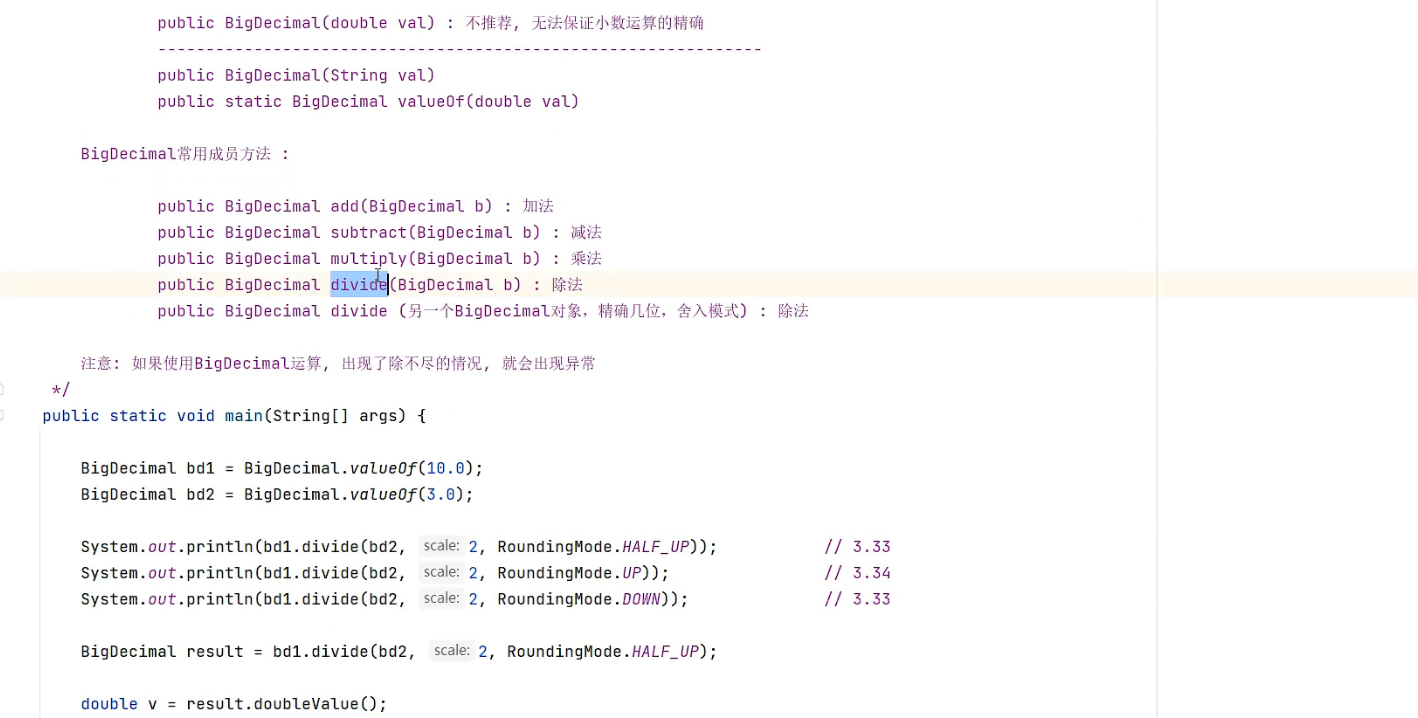 public BigDecimal(double val) : 不推荐, 无法保证小数运算的精确
---------------------------------------------------------------
public BigDecimal(String val)
public static BigDecimal valueOf(double val)
BigDecimal常用成员方法 :
public BigDecimal add(BigDecimal b) : 加法
public BigDecimal subtract(BigDecimal b) : 减法
public BigDecimal multiply(BigDecimal b) : 乘法
public BigDecimal divide(BigDecimal b) : 除法
public BigDecimal divide (另一个BigDecimal对象，精确几位，舍入模式) : 除法
注意: 如果使用BigDecimal运算, 出现了除不尽的情况, 就会出现异常
*/
public static void main(String[] args) {
BigDecimal bd1 = BigDecimal.valueOf(10.0);
BigDecimal bd2 = BigDecimal.valueOf(3.0);
System.out.println(bd1.divide(bd2, scale: 2, RoundingMode.HALF_UP)); // 3.33
System.out.println(bd1.divide(bd2, scale: 2, RoundingMode.UP)); // 3.34
System.out.println(bd1.divide(bd2, scale: 2, RoundingMode.DOWN)); // 3.33
BigDecimal result = bd1.divide(bd2, scale: 2, RoundingMode.HALF_UP);
double v = result.doubleValue();